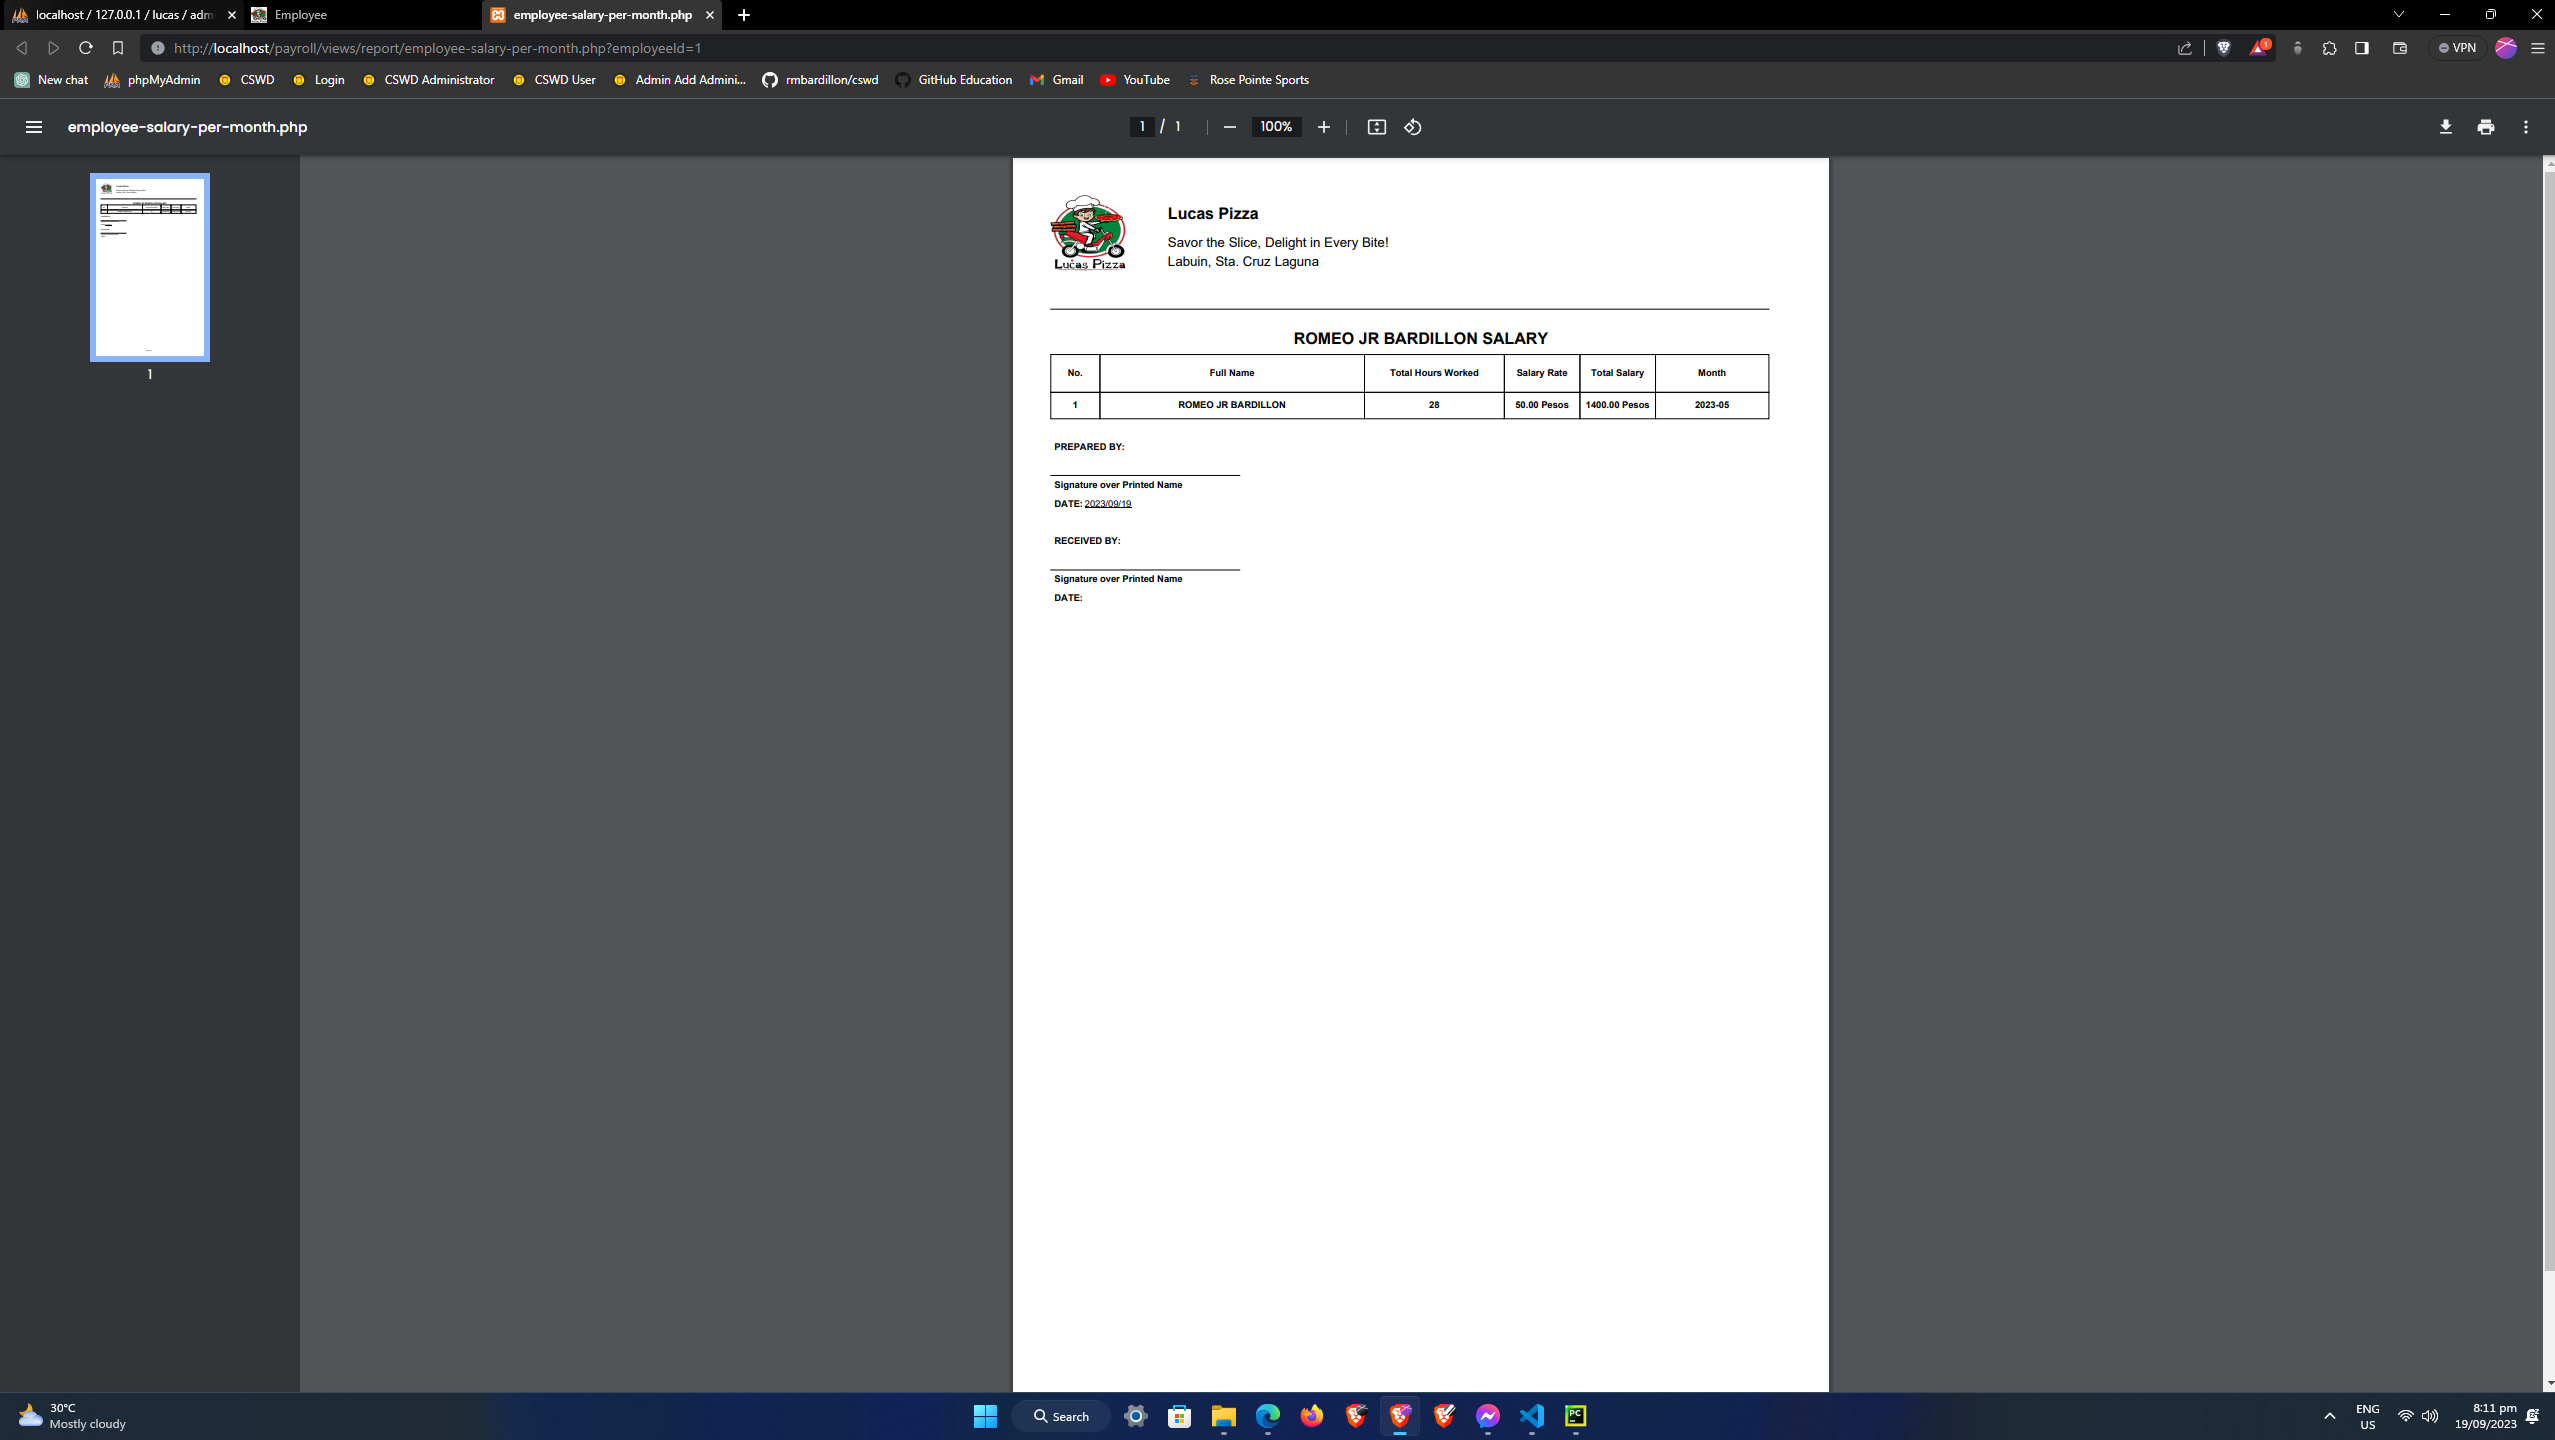 localhost / 127.0.0.1 / lucas / adm
Employee
employee-salary-per-month.php
http://localhost/payroll/views/report/employee-salary-per-month.php?employeeId=1
1
VPN
New chat
phpMyAdmin
CSWD
Login
CSWD Administrator
CSWD User
Admin Add Admini...
rmbardillon/cswd
GitHub Education
Gmail
YouTube
Rose Pointe Sports
employee-salary-per-month.php
1 / 1
100%
1
Lucas Pizza
Lucas Pizza
Savor the Slice, Delight in Every Bite!
Labuin, Sta. Cruz Laguna
ROMEO JR BARDILLON SALARY
No. Full Name Total Hours Worked Salary Rate Total Salary Month
1 ROMEO JR BARDILLON 28 50.00 Pesos 1400.00 Pesos 2023-05
PREPARED BY:
Signature over Printed Name
DATE: 2023/09/19
RECEIVED BY:
Signature over Printed Name
DATE:
30°C
Mostly cloudy
Search
PC
ENG
US
8:11 pm
19/09/2023